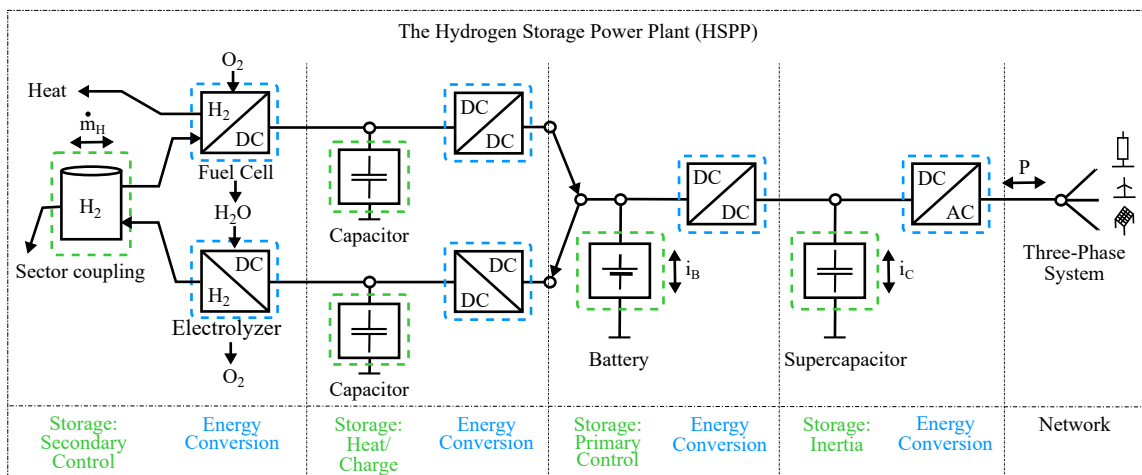 The Hydrogen Storage Power Plant (HSPP)
O2
Heat
H2
DC
Fuel Cell
ṁH
H2
Sector coupling
H2O
DC
H2
Electrolyzer
O2
Capacitor
Capacitor
DC
DC
DC
DC
Battery
iB
DC
DC
Supercapacitor
iC
DC
AC
P
Three-Phase
System
Storage:
Secondary
Control
Energy
Conversion
Storage:
Heat/
Charge
Energy
Conversion
Storage:
Primary
Control
Energy
Conversion
Storage:
Inertia
Energy
Conversion
Network